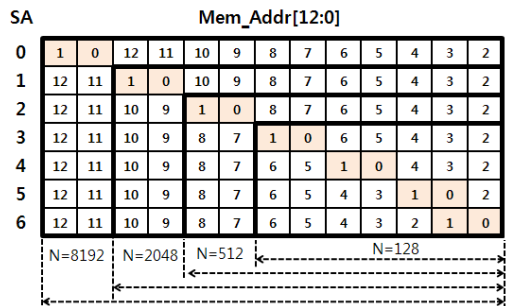 SA Mem_Addr[12:0]
0 1 0 12 11 10 9 8 7 6 5 4 3 2
1 12 11 1 0 10 9 8 7 6 5 4 3 2
2 12 11 10 9 1 0 8 7 6 5 4 3 2
3 12 11 10 9 8 7 1 0 6 5 4 3 2
4 12 11 10 9 8 7 6 5 1 0 4 3 2
5 12 11 10 9 8 7 6 5 4 3 1 0 2
6 12 11 10 9 8 7 6 5 4 3 2 1 0
N=8192 N=2048 N=512 N=128